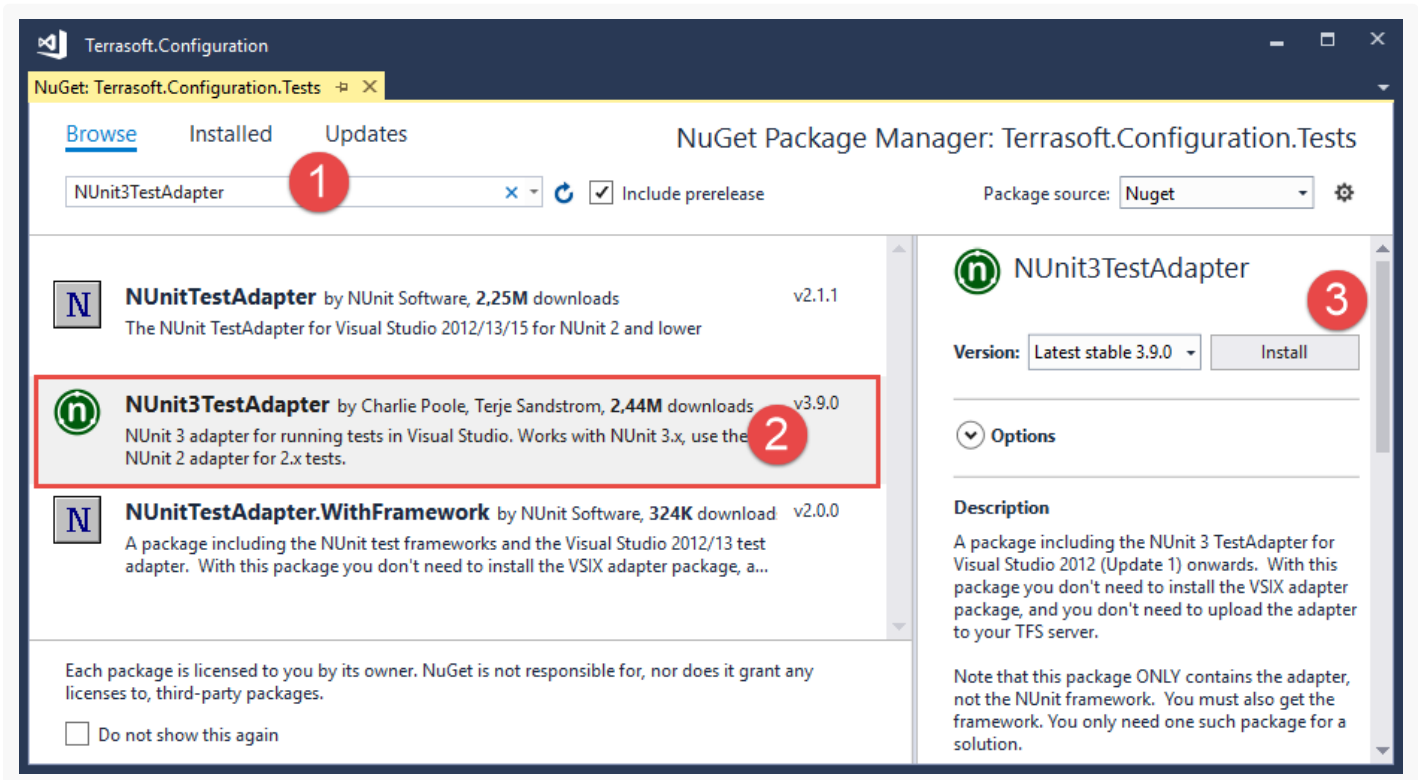 Terrasoft.Configuration
NuGet: Terrasoft.Configuration.Tests
Browse Installed Updates
NuGet Package Manager: Terrasoft.Configuration.Tests
1
NUnit3TestAdapter
Include prerelease
Package source: Nuget
N
NUnitTestAdapter by NUnit Software, 2,25M downloads v2.1.1
The NUnit TestAdapter for Visual Studio 2012/13/15 for NUnit 2 and lower
n
NUnit3TestAdapter by Charlie Poole, Terje Sandstrom, 2,44M downloads v3.9.0
NUnit 3 adapter for running tests in Visual Studio. Works with NUnit 3.x, use the
NUnit 2 adapter for 2.x tests.
2
N
NUnitTestAdapter.WithFramework by NUnit Software, 324K download v2.0.0
A package including the NUnit test frameworks and the Visual Studio 2012/13 test
adapter. With this package you don't need to install the VSIX adapter package, a...
Each package is licensed to you by its owner. NuGet is not responsible for, nor does it grant any
licenses to, third-party packages.
Do not show this again
n
NUnit3TestAdapter
3
Version: Latest stable 3.9.0 Install
Options
Description
A package including the NUnit 3 TestAdapter for
Visual Studio 2012 (Update 1) onwards. With this
package you don't need to install the VSIX adapter
package, and you don't need to upload the adapter
to your TFS server.
Note that this package ONLY contains the adapter,
not the NUnit framework. You must also get the
framework. You only need one such package for a
solution.